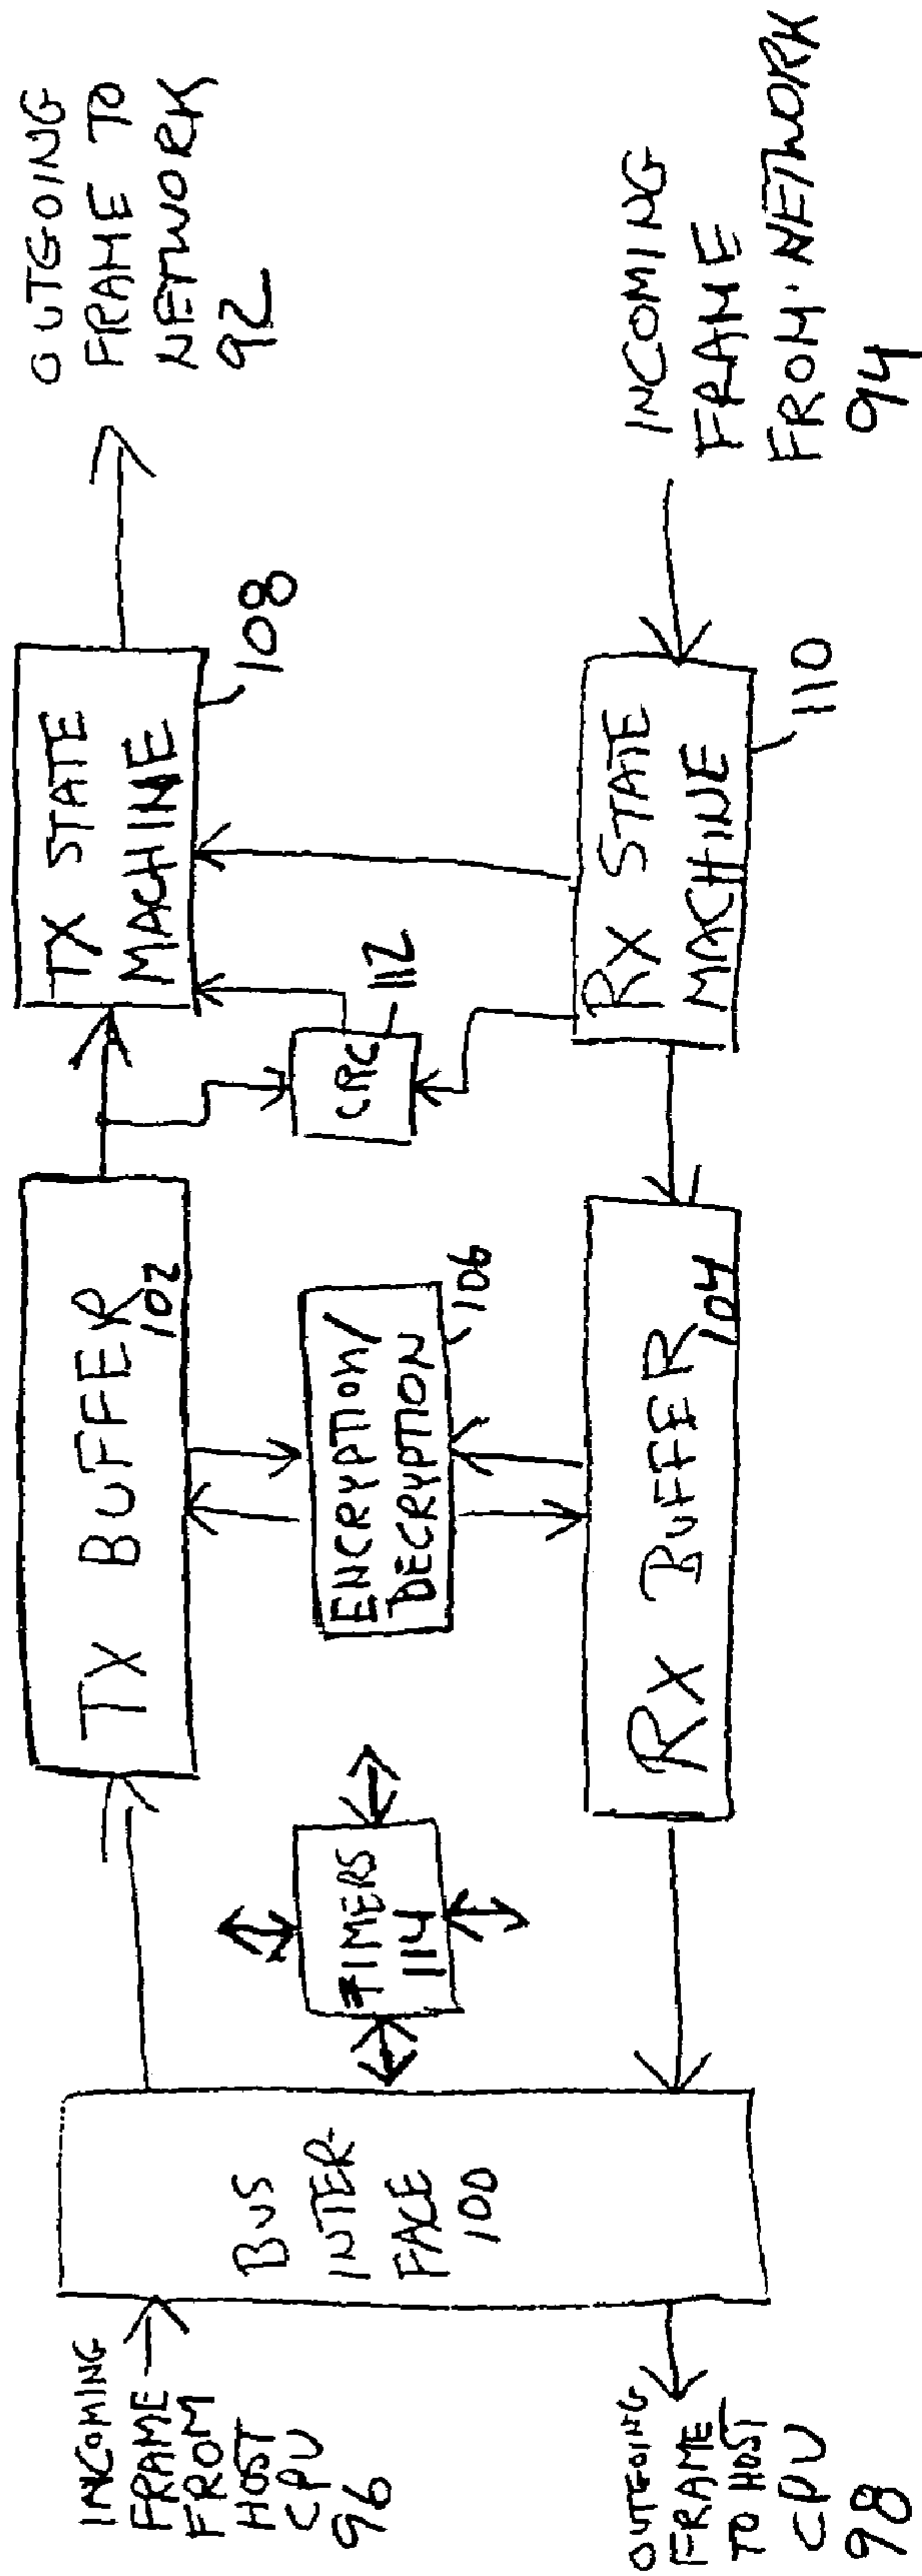 INCOMING
FRAME
FROM
HOST
CPU
96
OUTGOING
FRAME
TO HOST
CPU
98
BUS
INTER-
FACE
100
TIMERS
114
TX BUFFER
102
ENCRYPTION/
DECRYPTION
106
RX BUFFER
104
CRC
112
TX STATE
MACHINE
108
RX STATE
MACHINE
110
OUTGOING
FRAME TO
NETWORK
92
INCOMING
FRAME
FROM NETWORK
94